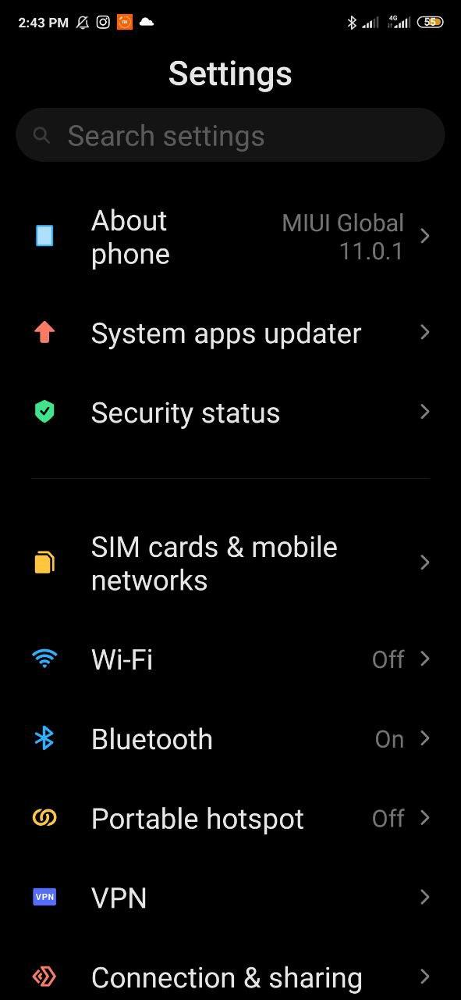 2:43 PM 4G 55
Settings
Search settings
About phone
MIUI Global
11.0.1
System apps updater
Security status
SIM cards & mobile
networks
Wi-Fi Off
Bluetooth On
Portable hotspot Off
VPN VPN
Connection & sharing